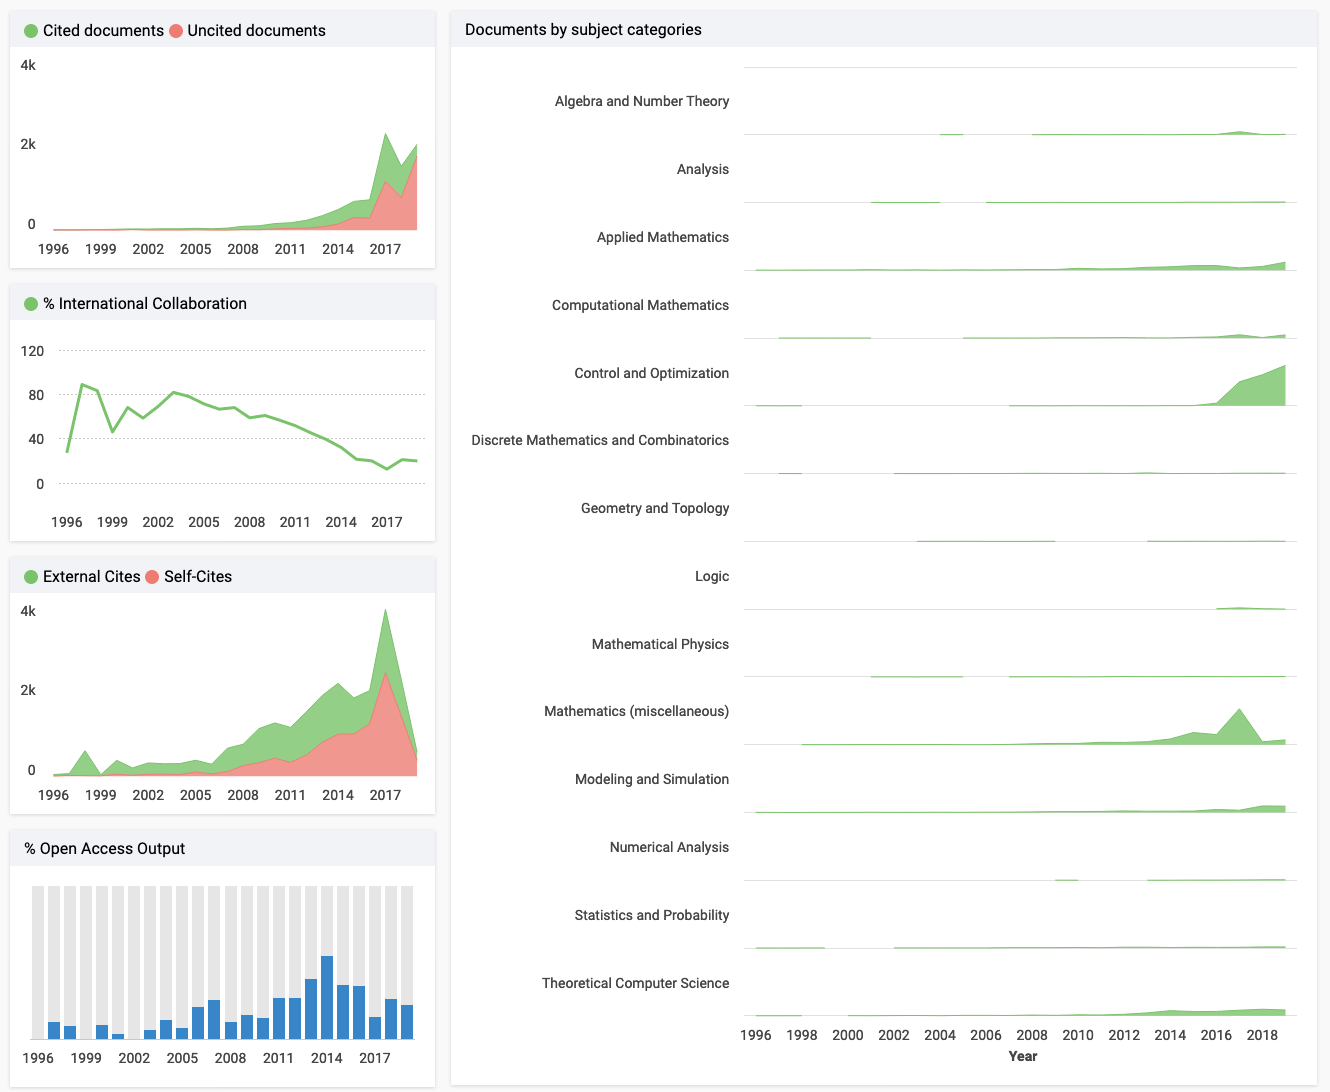 Cited documents Uncited documents
4k
2k
0
1996 1999 2002 2005 2008 2011 2014 2017
% International Collaboration
120
80
40
0
1996 1999 2002 2005 2008 2011 2014 2017
External Cites Self-Cites
4k
2k
0
1996 1999 2002 2005 2008 2011 2014 2017
% Open Access Output
1996 1999 2002 2005 2008 2011 2014 2017
Documents by subject categories
Algebra and Number Theory
Analysis
Applied Mathematics
Computational Mathematics
Control and Optimization
Discrete Mathematics and Combinatorics
Geometry and Topology
Logic
Mathematical Physics
Mathematics (miscellaneous)
Modeling and Simulation
Numerical Analysis
Statistics and Probability
Theoretical Computer Science
1996 1998 2000 2002 2004 2006 2008 2010 2012 2014 2016 2018
Year